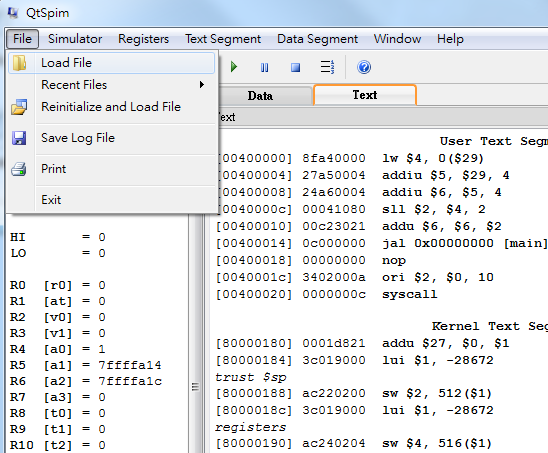 QtSpim
File Simulator Registers Text Segment Data Segment Window Help
Load File
Recent Files
Reinitialize and Load File
Save Log File
Print
Exit
Data Text
Text
HI = 0
LO = 0
R0 [r0] = 0
R1 [at] = 0
R2 [v0] = 0
R3 [v1] = 0
R4 [a0] = 1
R5 [a1] = 7ffffa14
R6 [a2] = 7ffffa1c
R7 [a3] = 0
R8 [t0] = 0
R9 [t1] = 0
R10 [t2] = 0
User Text Segm
[00400000] 8fa40000 lw $4, 0($29)
[00400004] 27a50004 addiu $5, $29, 4
[00400008] 24a60004 addiu $6, $5, 4
[0040000c] 00041080 sll $2, $4, 2
[00400010] 00c23021 addu $6, $6, $2
[00400014] 0c000000 jal 0x00000000 [main]
[00400018] 00000000 nop
[0040001c] 3402000a ori $2, $0, 10
[00400020] 0000000c syscall
Kernel Text Seg
[80000180] 0001d821 addu $27, $0, $1
[80000184] 3c019000 lui $1, -28672
trust $sp
[80000188] ac220200 sw $2, 512($1)
[8000018c] 3c019000 lui $1, -28672
registers
[80000190] ac240204 sw $4, 516($1)